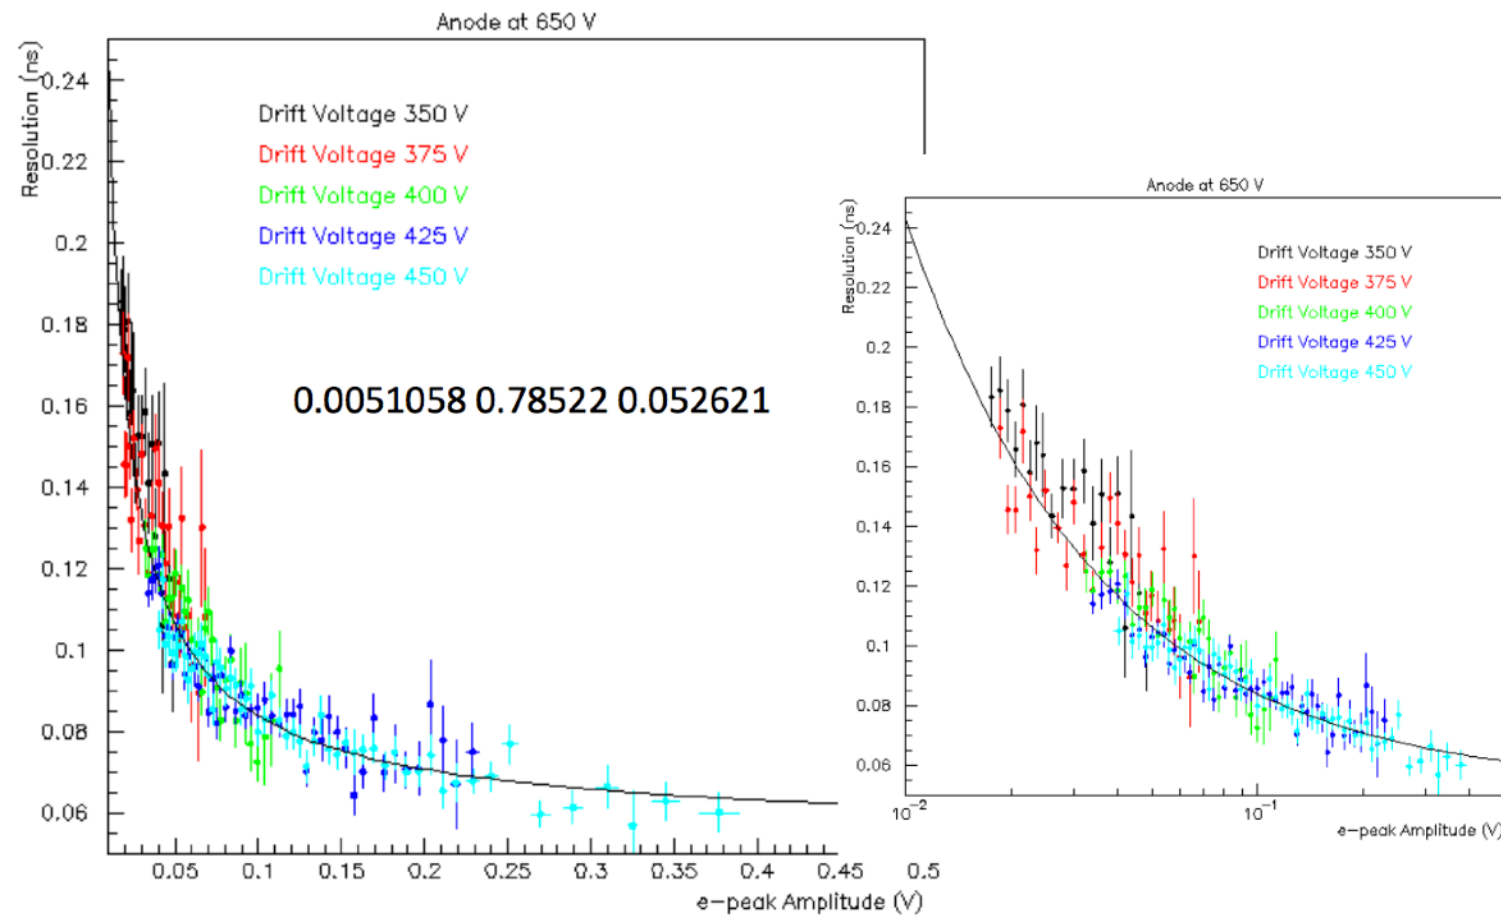 Anode at 650 V
Resolution (ns)
0.24
0.22
0.2
0.18
0.16
0.14
0.12
0.1
0.08
0.06
Drift Voltage 350 V
Drift Voltage 375 V
Drift Voltage 400 V
Drift Voltage 425 V
Drift Voltage 450 V
0.0051058 0.78522 0.052621
0.05 0.1 0.15 0.2 0.25 0.3 0.35 0.4 0.45 0.5
e-peak Amplitude (V)
Anode at 650 V
Resolution (ns)
0.24
0.22
0.2
0.18
0.16
0.14
0.12
0.1
0.08
0.06
Drift Voltage 350 V
Drift Voltage 375 V
Drift Voltage 400 V
Drift Voltage 425 V
Drift Voltage 450 V
10⁻² 10⁻¹
e-peak Amplitude (V)